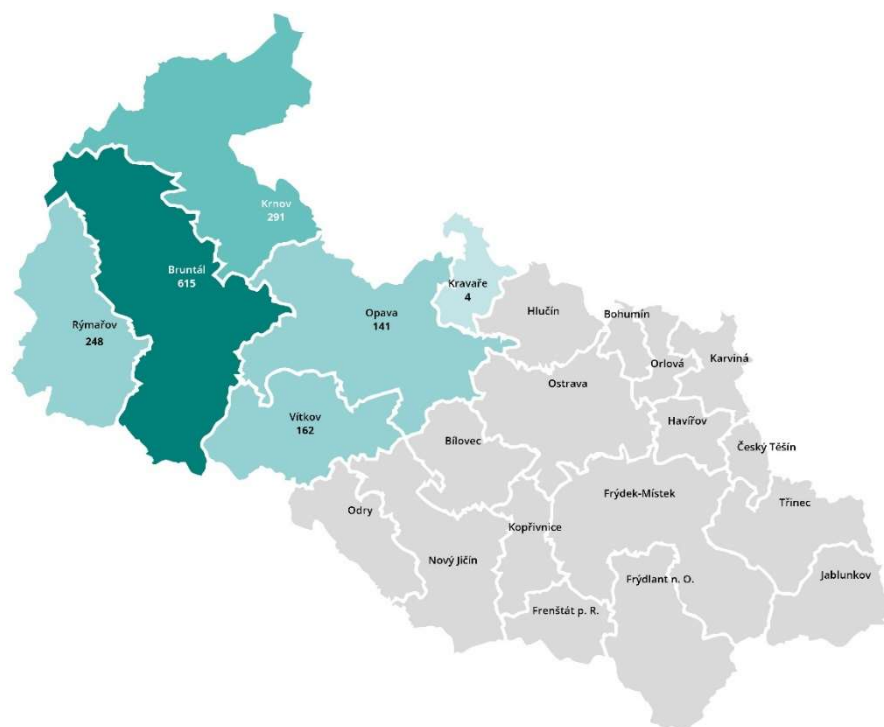 Krnov
291
Bruntál
615
Kravaře
4
Rýmařov
248
Opava
141
Hlučín
Bohumín
Orlová
Karviná
Ostrava
Vítkov
162
Bílovec
Havířov
Český Těšín
Odry
Kopřivnice
Frýdek-Místek
Třinec
Nový Jičín
Frýdlant n. O.
Jablunkov
Frenštát p. R.